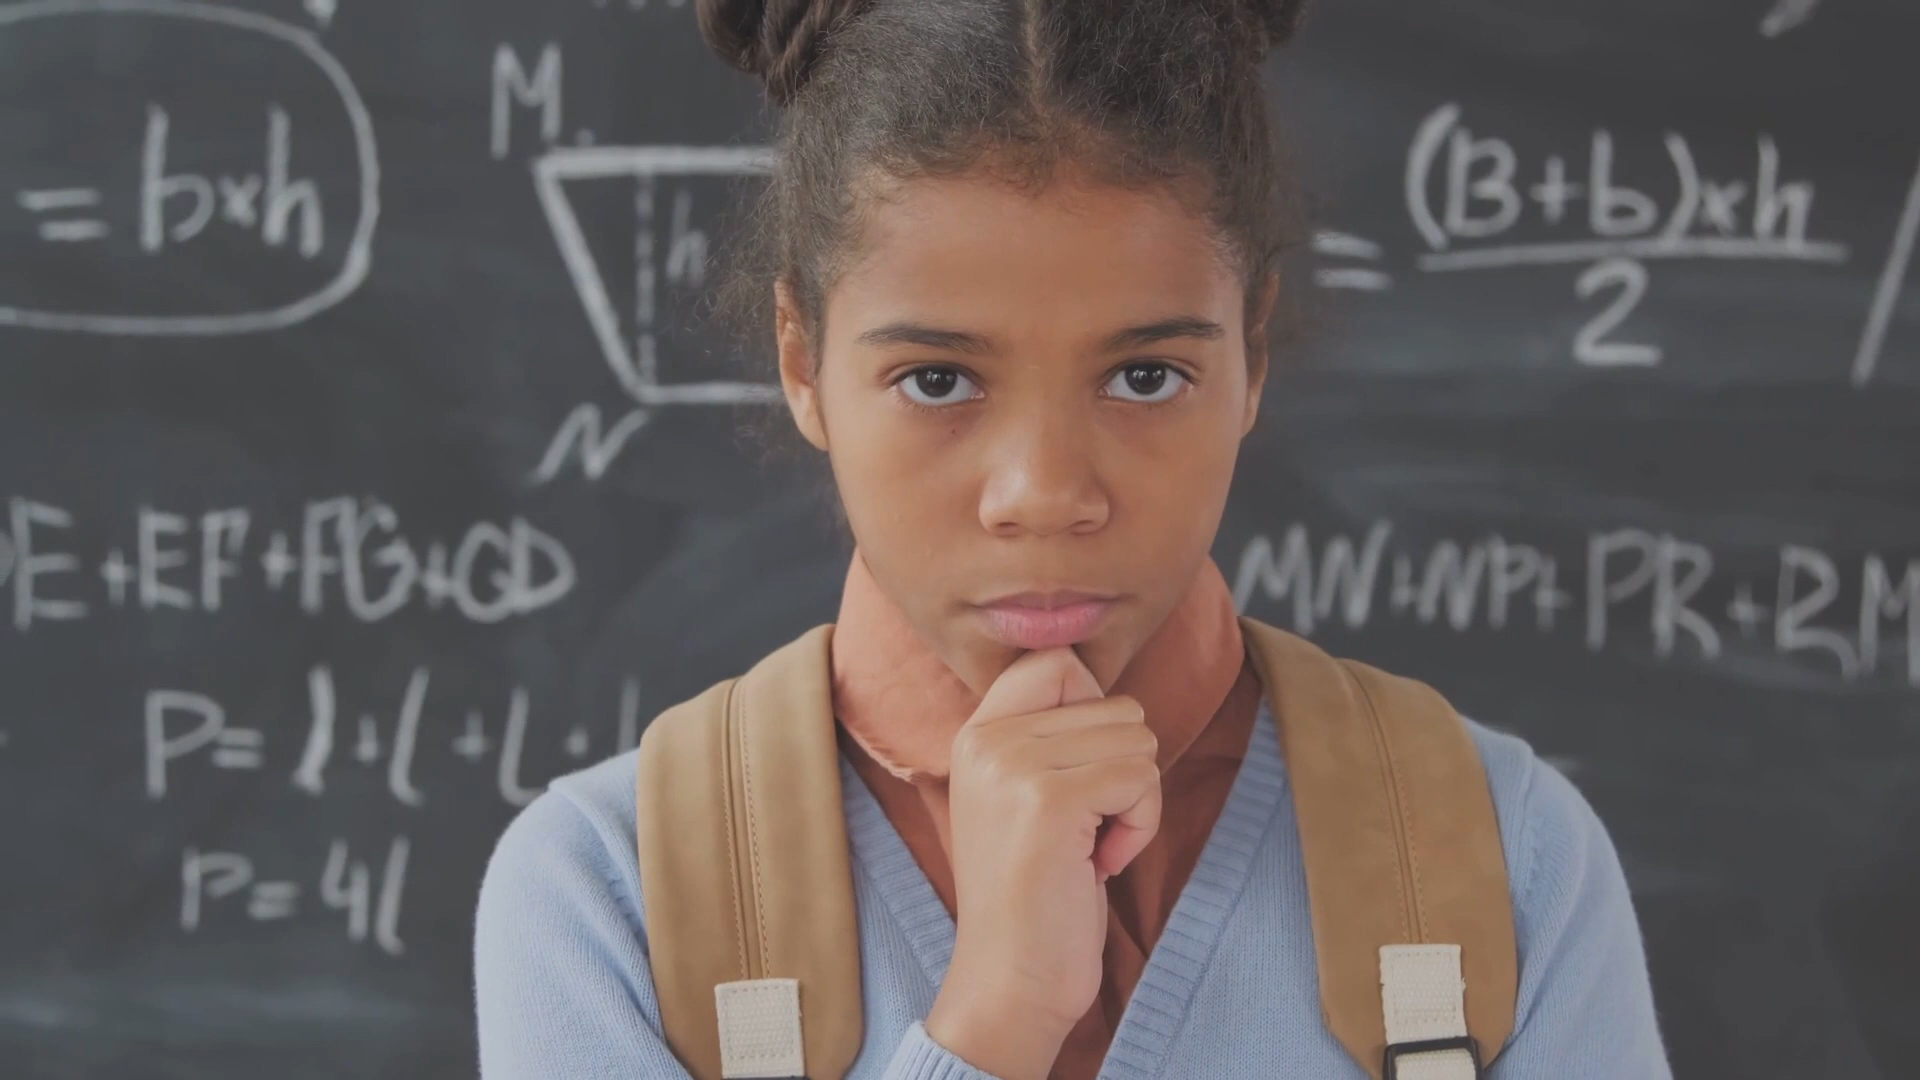 = b×h
M
h
N
= (B+b)×h
2
E+EF+FG+GD
MN+NP+PR+RM
P= l+l+l+l
P= 4l